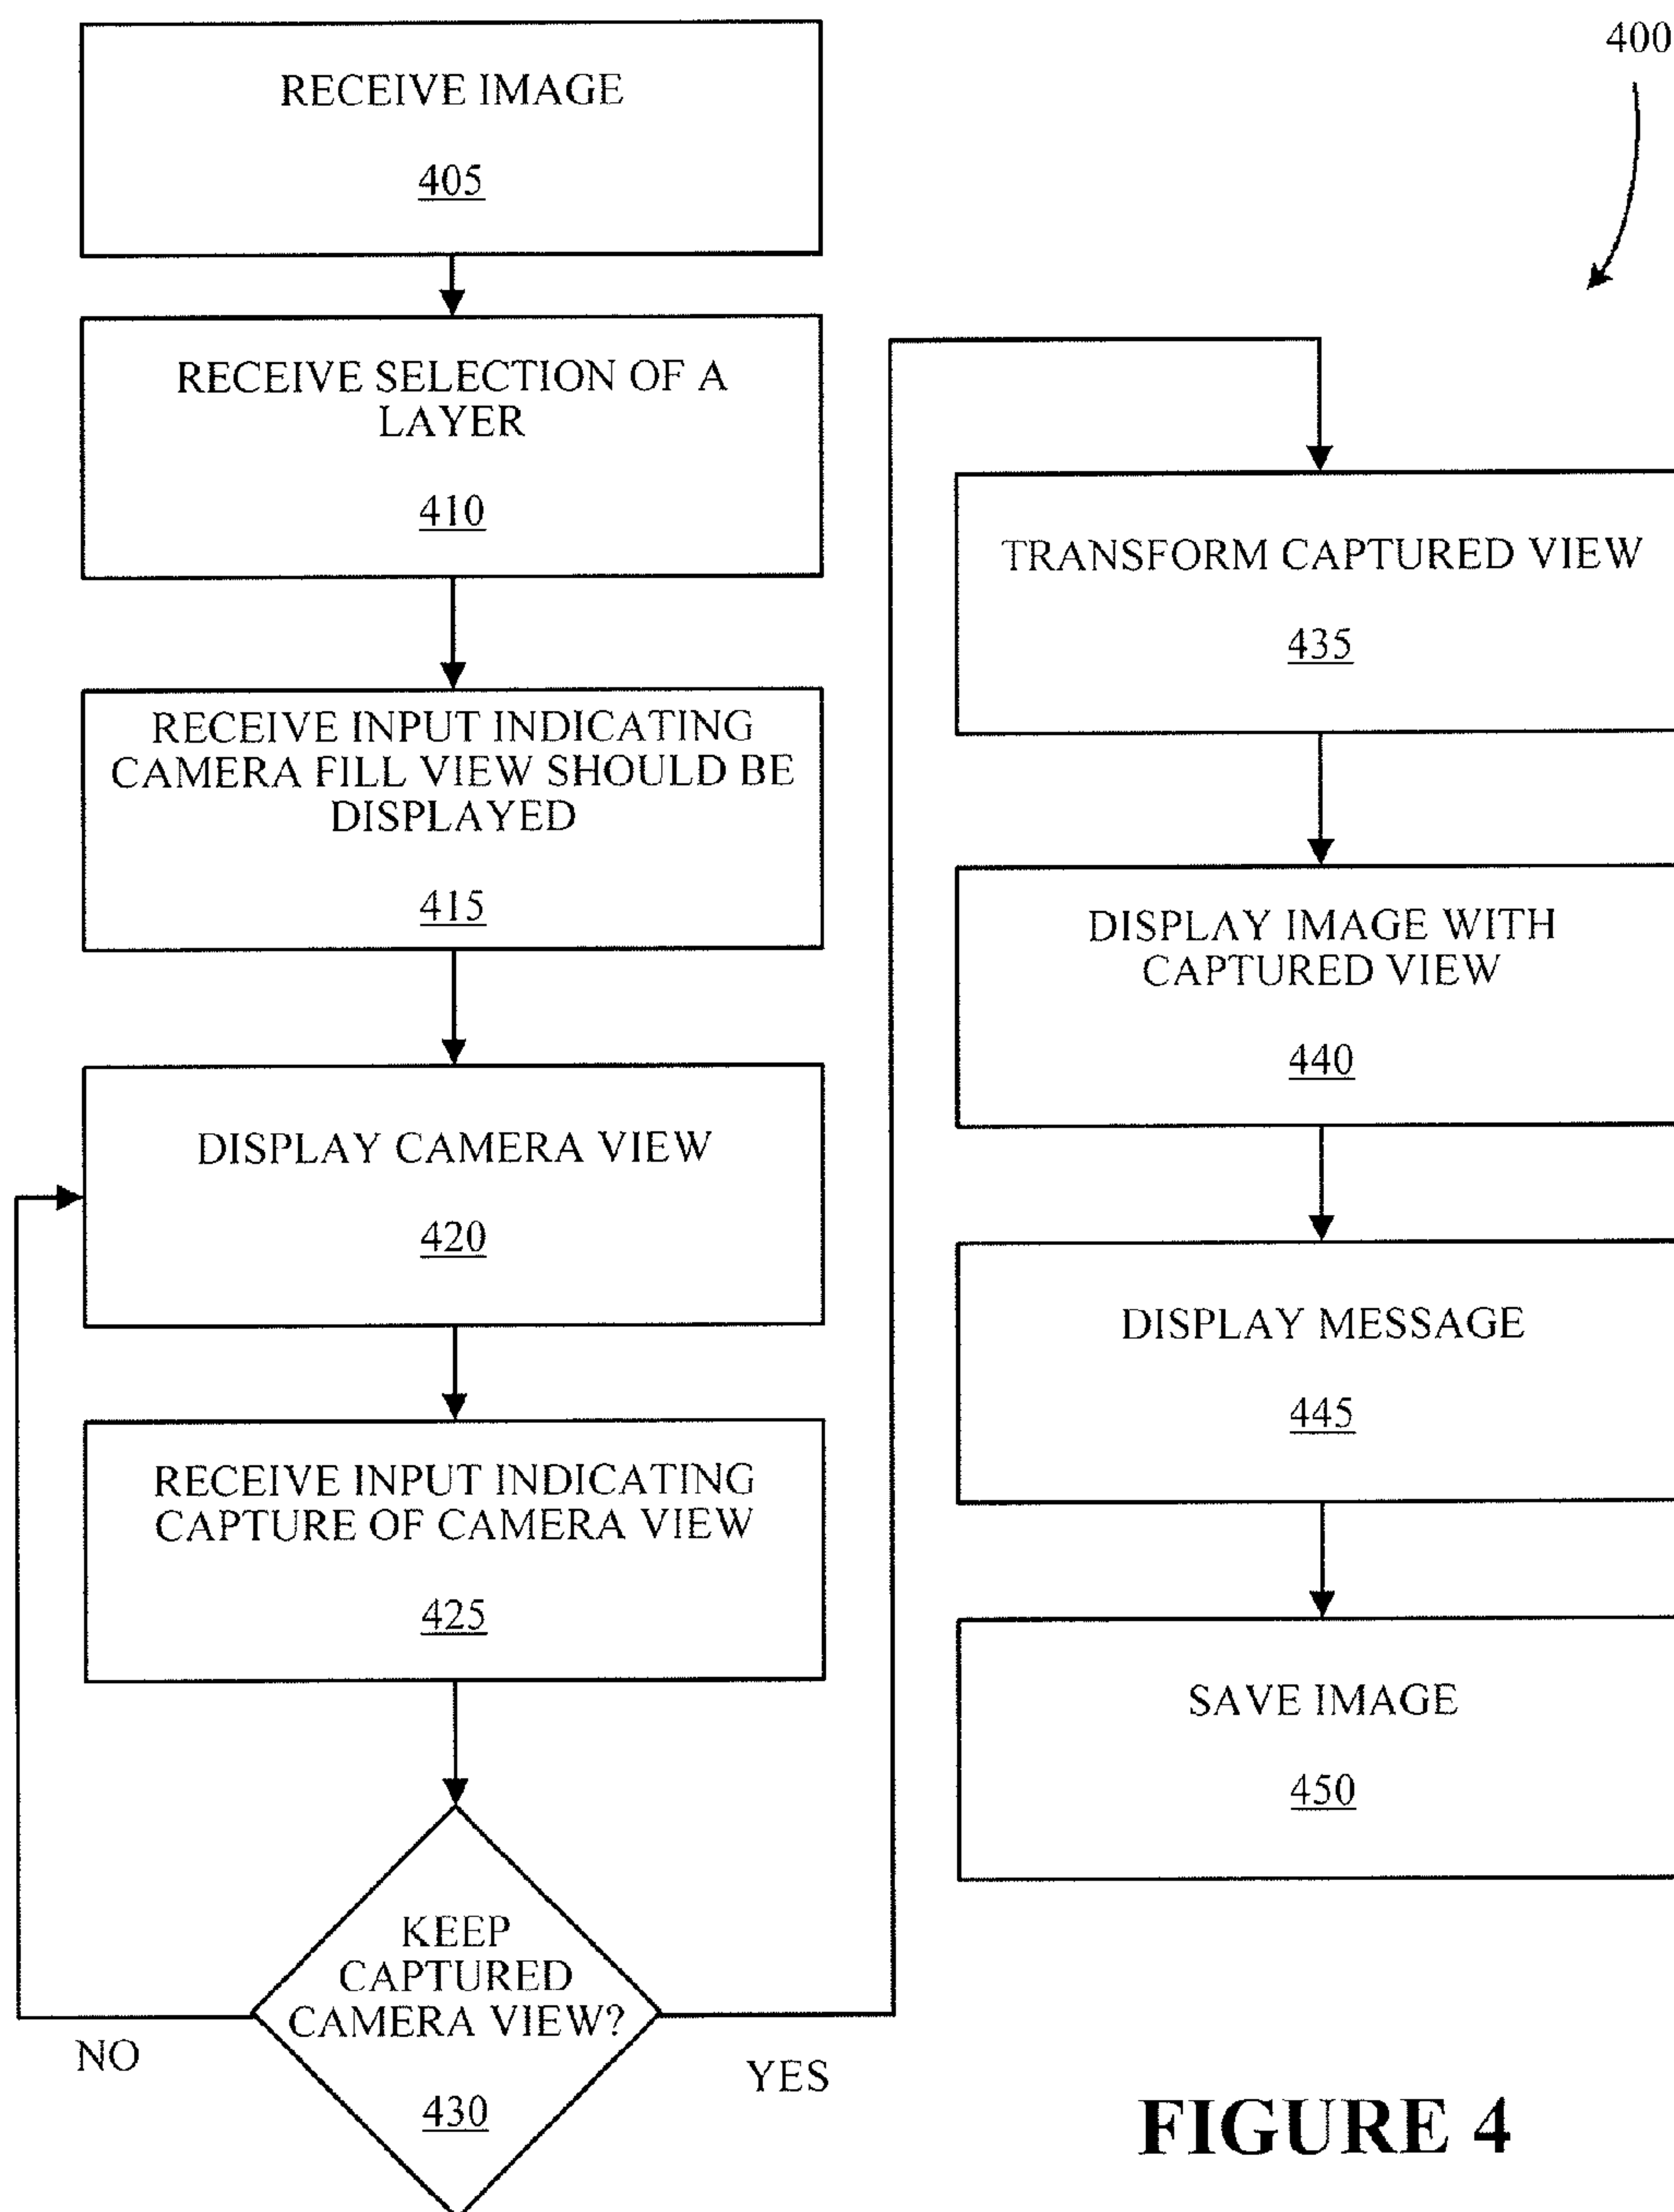 RECEIVE IMAGE
405
RECEIVE SELECTION OF A
LAYER
410
RECEIVE INPUT INDICATING
CAMERA FILL VIEW SHOULD BE
DISPLAYED
415
DISPLAY CAMERA VIEW
420
RECEIVE INPUT INDICATING
CAPTURE OF CAMERA VIEW
425
KEEP
CAPTURED
CAMERA VIEW?
430
NO
YES
400
TRANSFORM CAPTURED VIEW
435
DISPLAY IMAGE WITH
CAPTURED VIEW
440
DISPLAY MESSAGE
445
SAVE IMAGE
450
FIGURE 4